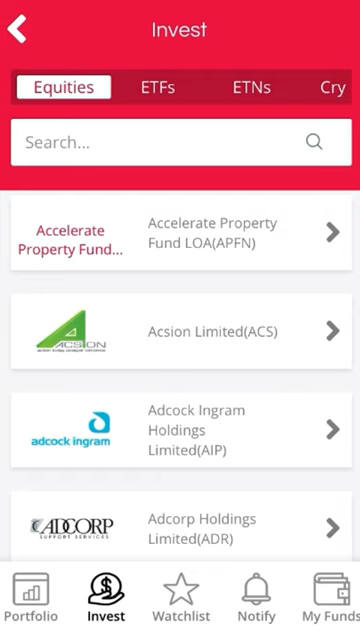 Invest
Equities
ETFs
ETNs
Cry
Search...
Accelerate
Property Fund...
Accelerate Property
Fund LOA(APFN)
ACSION
Acsion Limited(ACS)
adcock ingram
Adcock Ingram
Holdings
Limited(AIP)
ADCORP
SUPPORT SERVICES
Adcorp Holdings
Limited(ADR)
Portfolio
Invest
Watchlist
Notify
My Funds